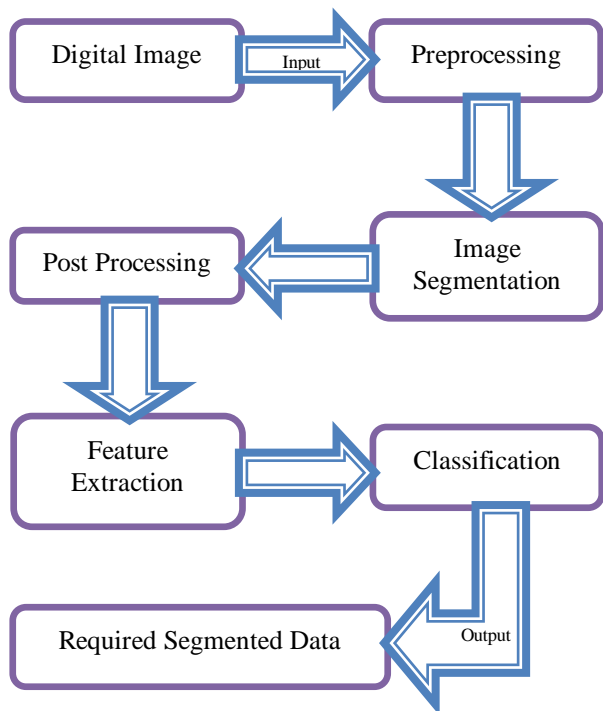 Digital Image
Input
Preprocessing
Image
Segmentation
Post Processing
Feature
Extraction
Classification
Output
Required Segmented Data